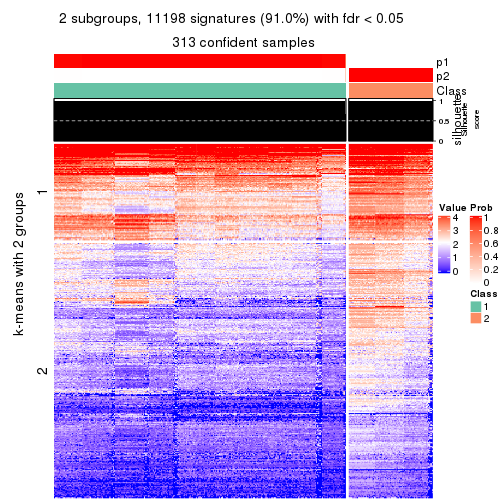 2 subgroups, 11198 signatures (91.0%) with fdr < 0.05
313 confident samples
p1
p2
Class
1
0.5
0
silhouette
Silhouette
score
k-means with 2 groups
1
2
Value
4
3
2
1
0
Prob
1
0.8
0.6
0.4
0.2
0
Class
1
2